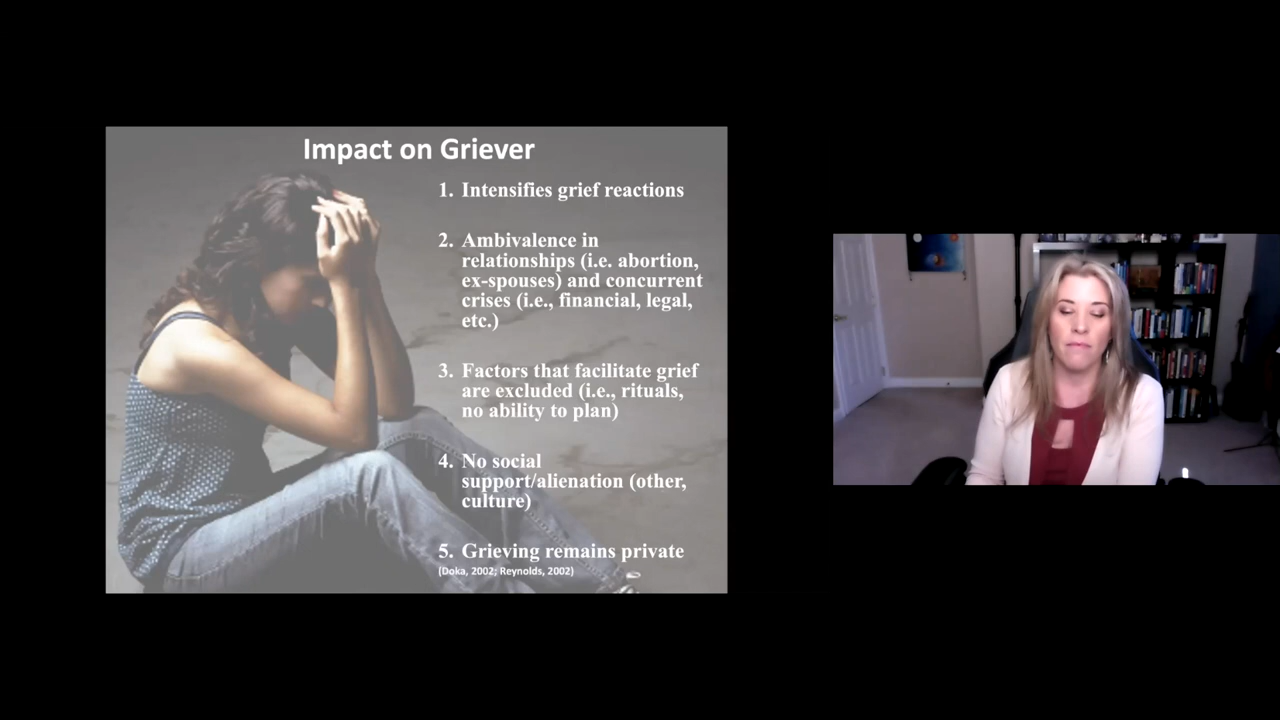 Impact on Griever
1. Intensifies grief reactions
2. Ambivalence in
relationships (i.e. abortion,
ex-spouses) and concurrent
crises (i.e., financial, legal,
etc.)
3. Factors that facilitate grief
are excluded (i.e., rituals,
no ability to plan)
4. No social
support/alienation (other,
culture)
5. Grieving remains private
(Doka, 2002; Reynolds, 2002)